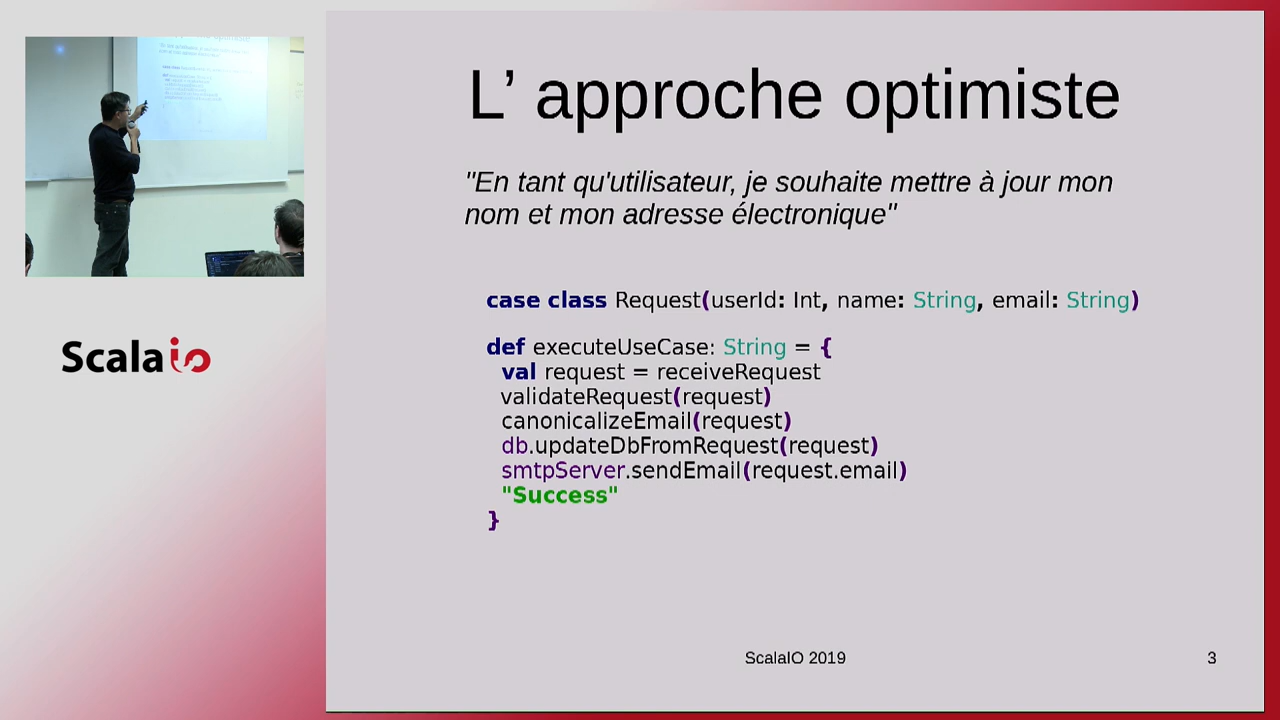 L’ approche optimiste
"En tant qu'utilisateur, je souhaite mettre à jour mon
nom et mon adresse électronique"
case class Request(userId: Int, name: String, email: String)
def executeUseCase: String = {
val request = receiveRequest
validateRequest(request)
canonicalizeEmail(request)
db.updateDbFromRequest(request)
smtpServer.sendEmail(request.email)
"Success"
}
Scala io
ScalaIO 2019
3